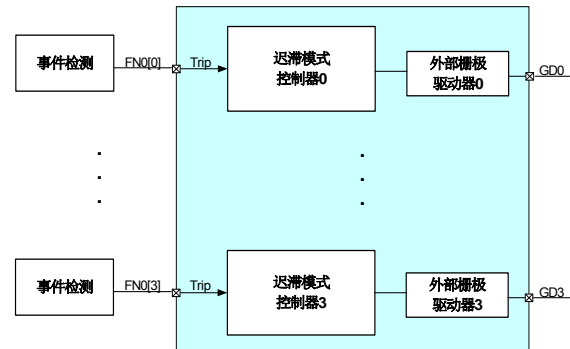 事件检测
FN0[0]
Trip
迟滞模式
控制器0
外部栅极
驱动器0
GD0
事件检测
FN0[3]
Trip
迟滞模式
控制器3
外部栅极
驱动器3
GD3